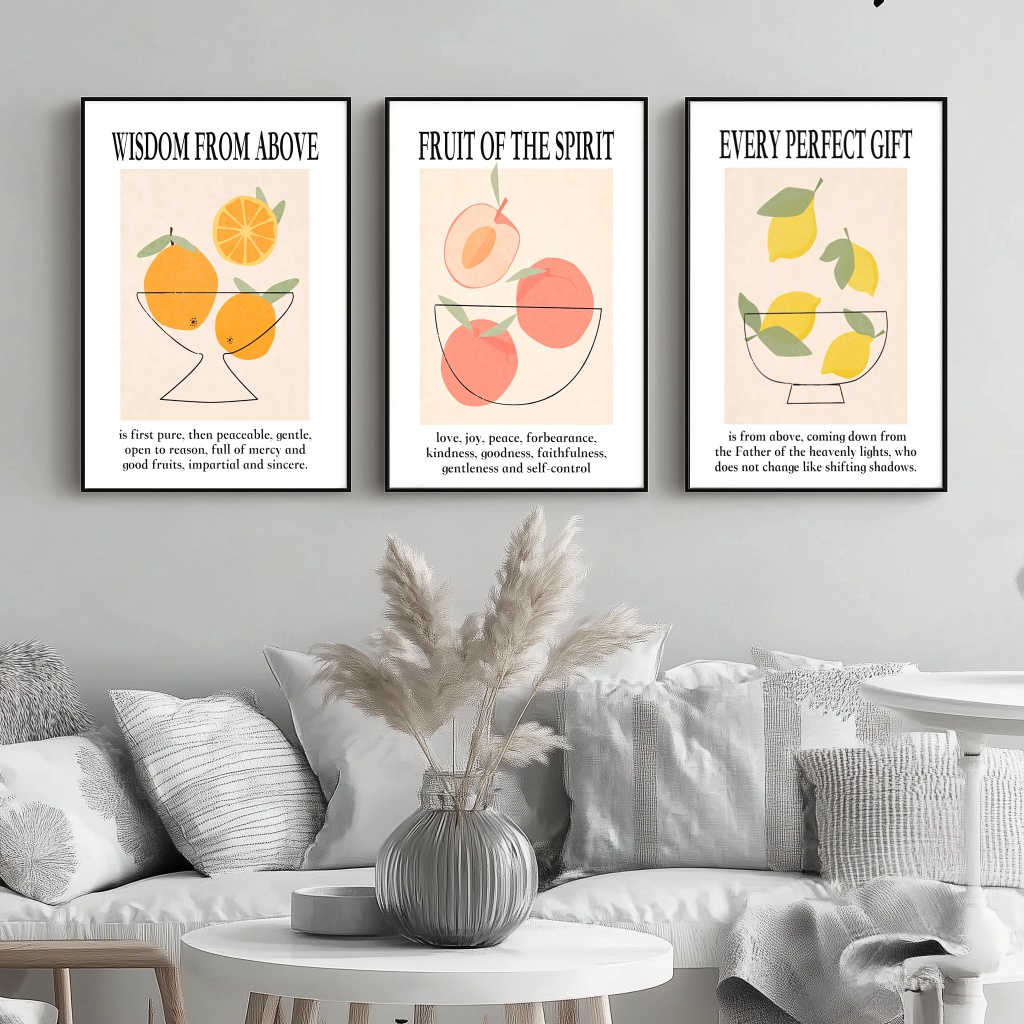 WISDOM FROM ABOVE
is first pure, then peaceable, gentle,
open to reason, full of mercy and
good fruits, impartial and sincere.
FRUIT OF THE SPIRIT
love, joy, peace, forbearance,
kindness, goodness, faithfulness,
gentleness and self-control
EVERY PERFECT GIFT
is from above, coming down from
the Father of the heavenly lights, who
does not change like shifting shadows.